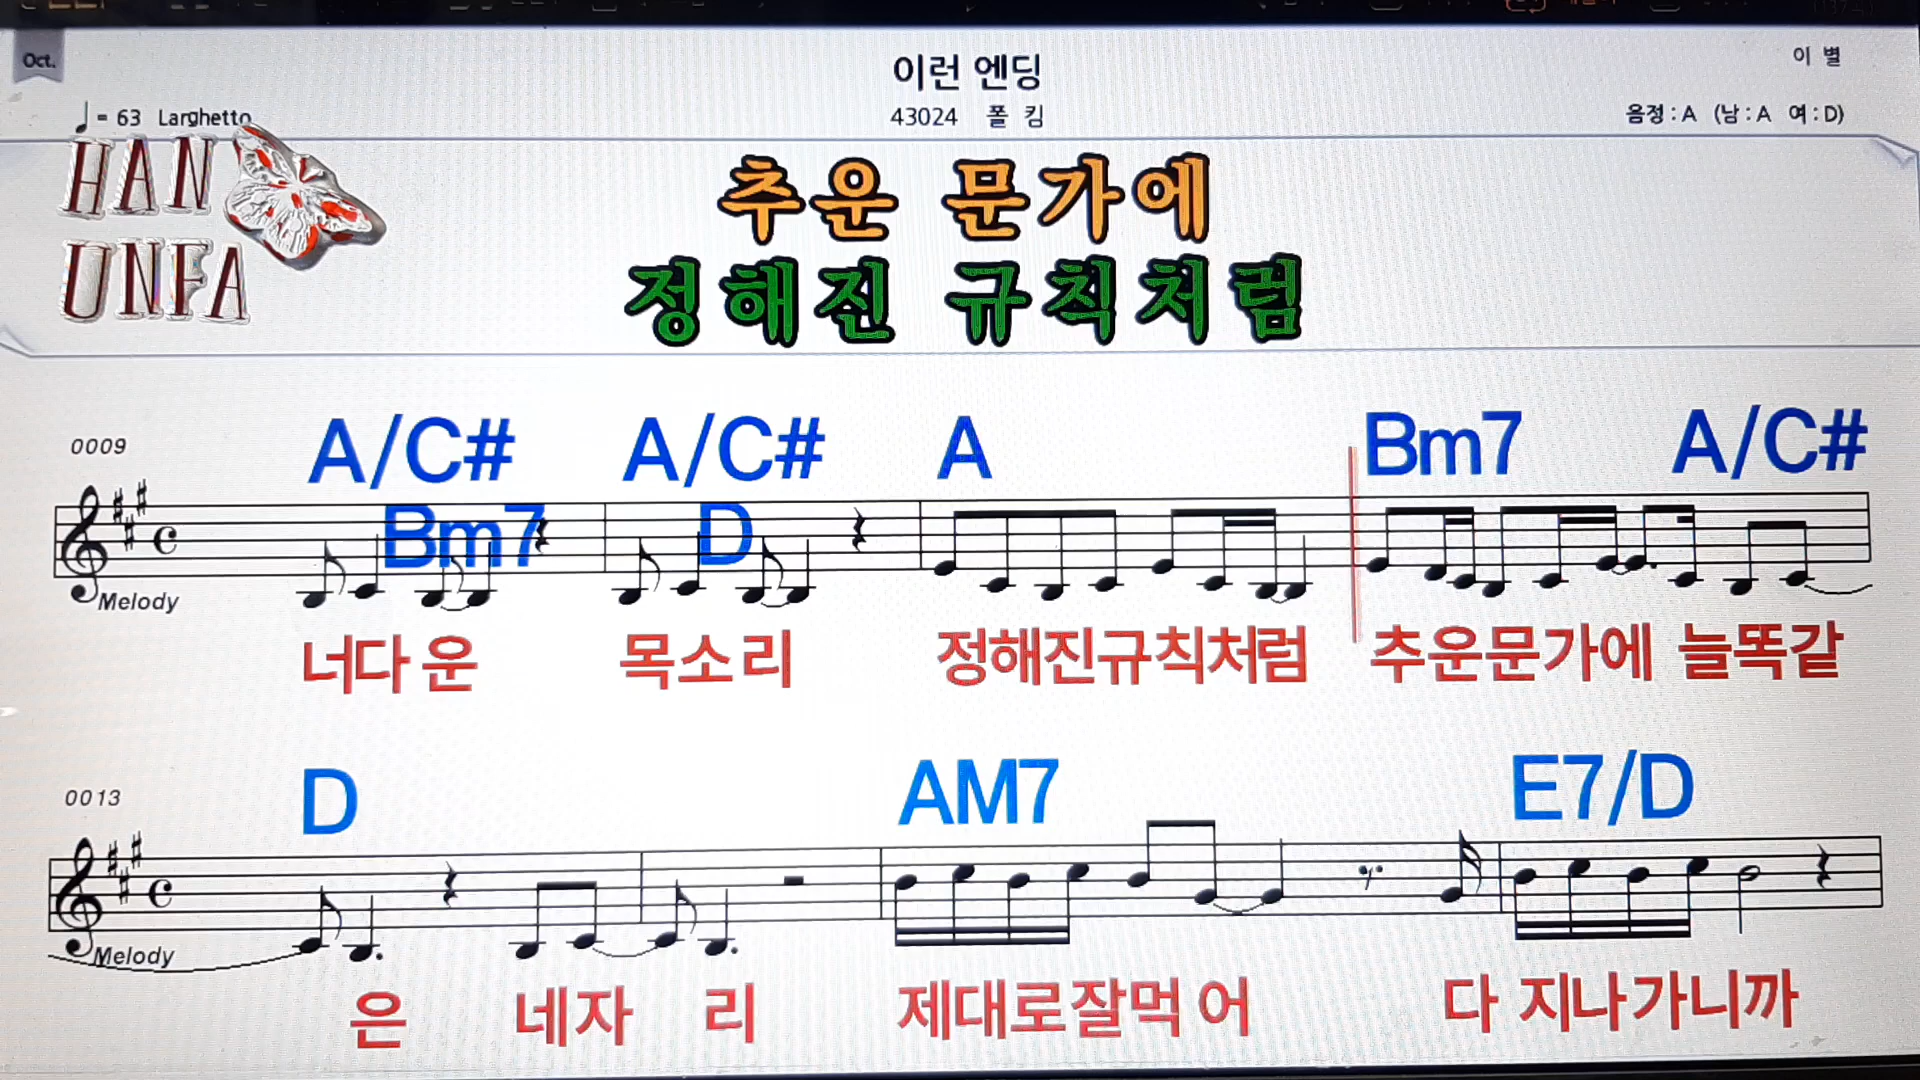 Oct.
이런 엔딩
이 별
♩= 63 Larghetto
43024 폴 킴
음정 : A (남 : A 여 : D)
HAN
UNFA
추운 문가에
정해진 규칙처럼
0009
A/C# A/C# A Bm7 A/C#
Bm7 D
Melody
너다 운 목소리 정해진규칙처럼 추운문가에 늘똑같
0013
D AM7 E7/D
Melody
은 네자 리 제대로잘먹어 다 지나가니까